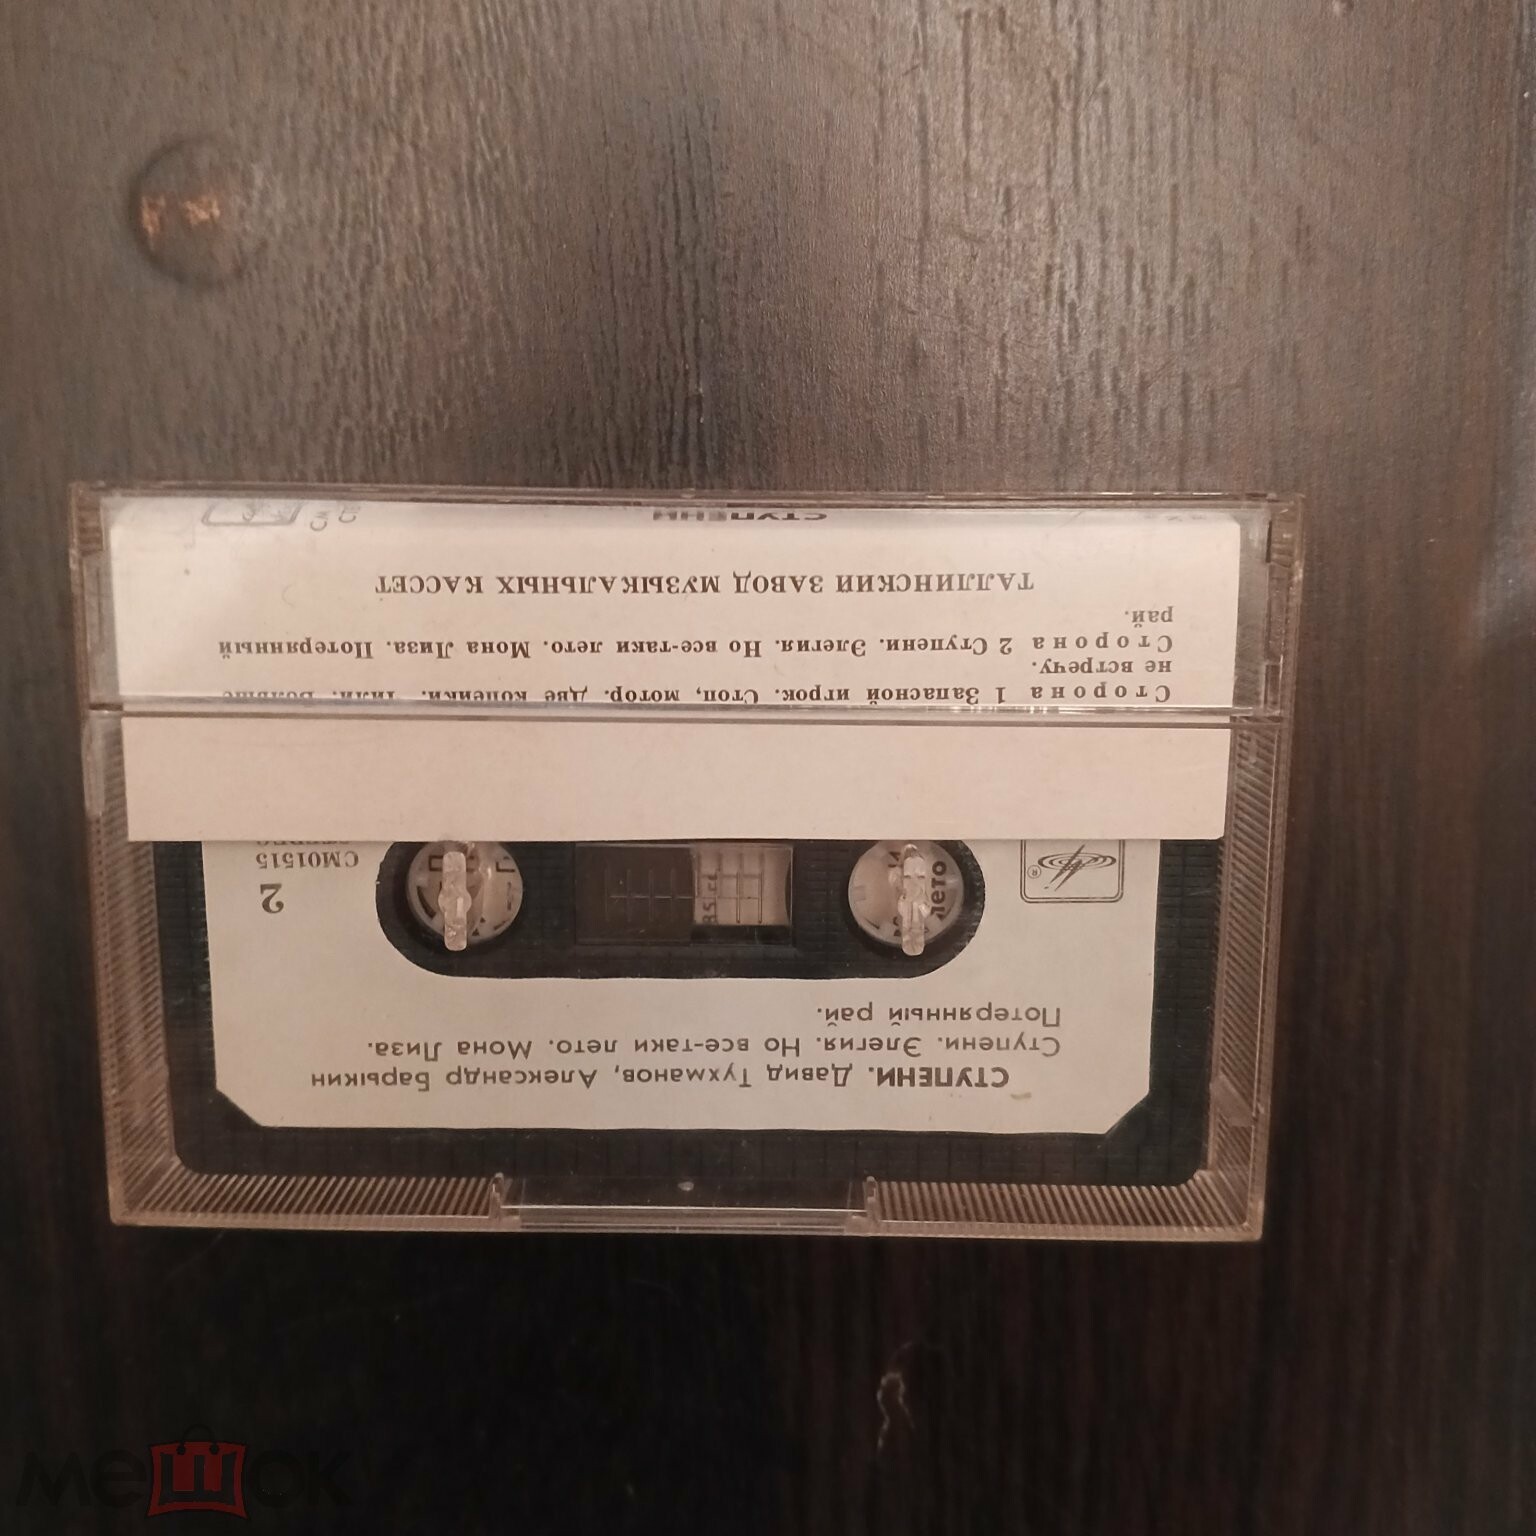 Сторона 1 Запасной игрок. Стоп, мотор. Две копейки. Тили. Больше
не встречу.
Сторона 2 Ступени. Элегия. Но все-таки лето. Мона Лиза. Потерянный
рай.
ТАЛЛИНСКИЙ ЗАВОД МУЗЫКАЛЬНЫХ КАССЕТ
СТУПЕНИ
СТУПЕНИ. Давид Тухманов, Александр Барыкин
Ступени. Элегия. Но все-таки лето. Мона Лиза.
Потерянный рай.
лето
2
СМ01515
мешок